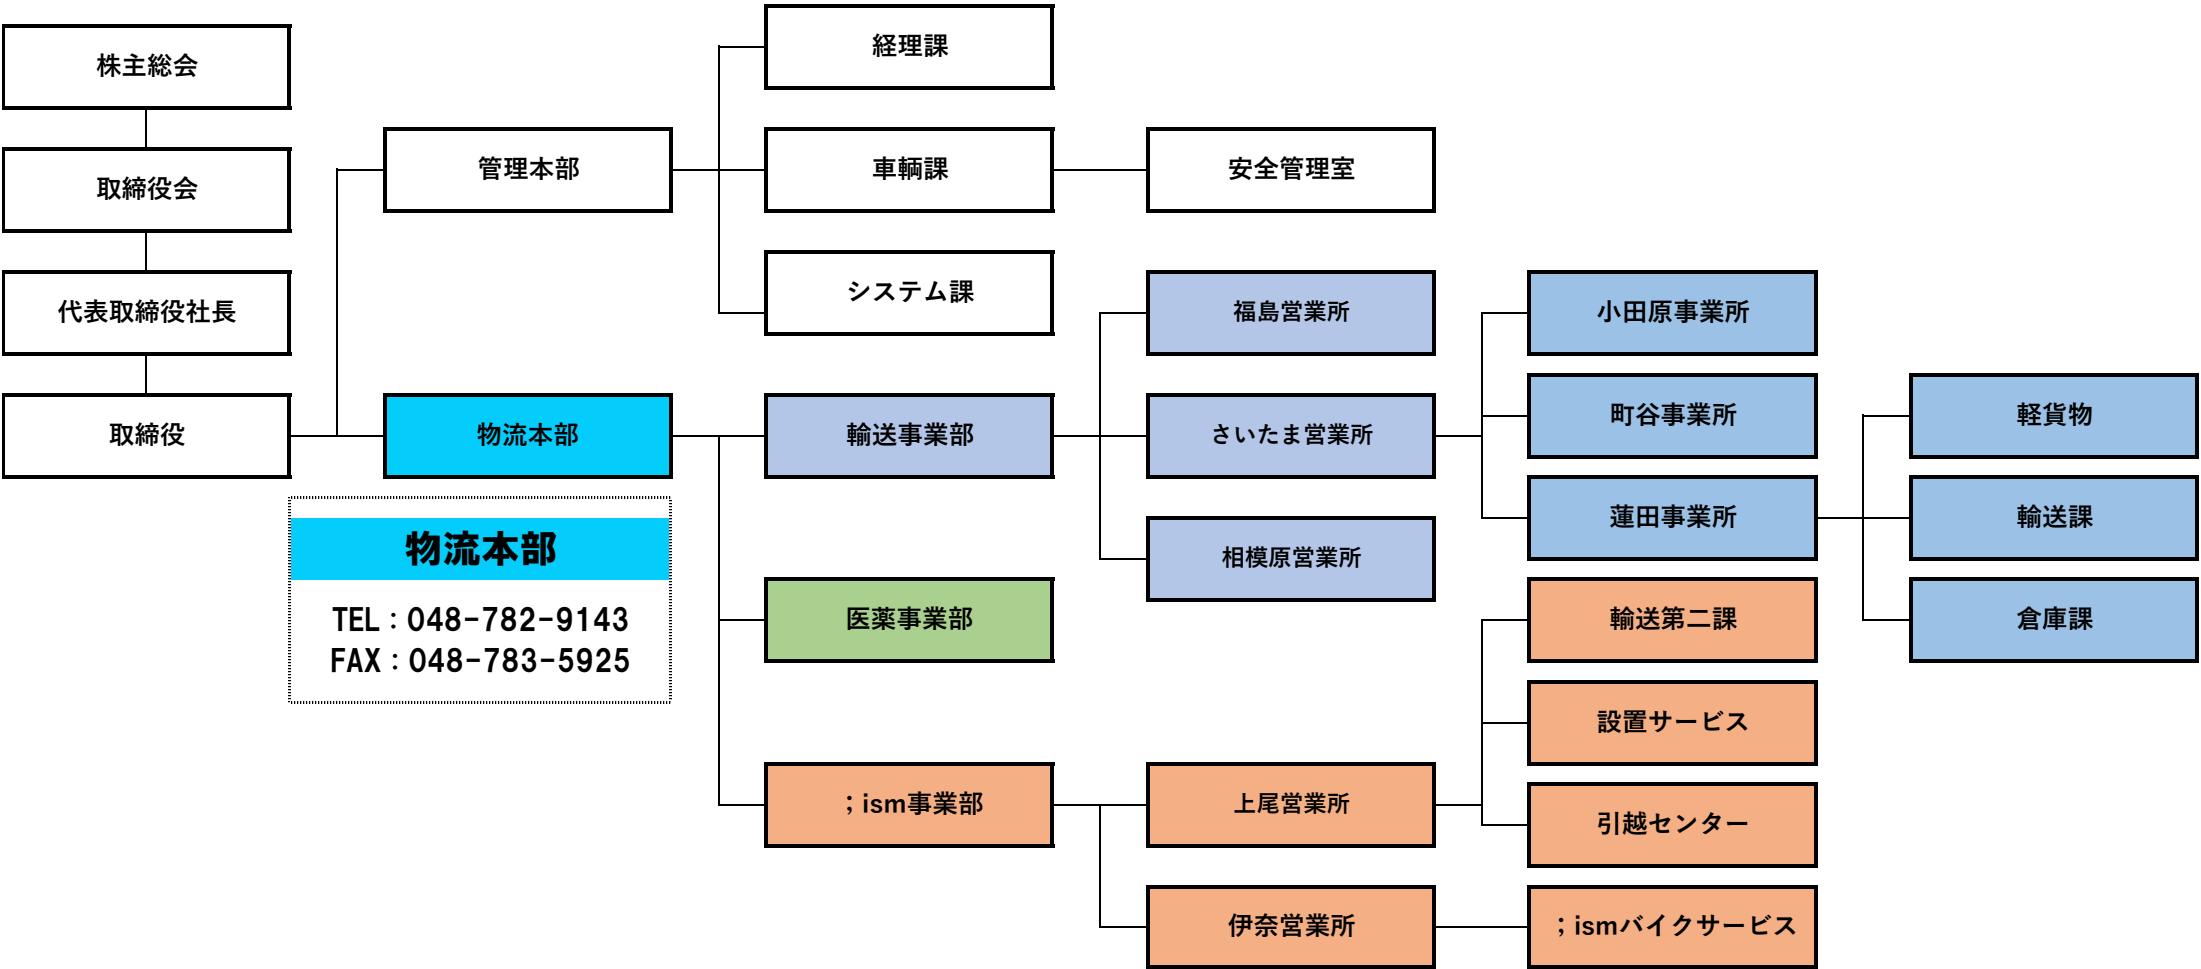 株主総会
取締役会
代表取締役社長
取締役
管理本部
経理課
車輌課
安全管理室
システム課
物流本部
物流本部
TEL：048-782-9143
FAX：048-783-5925
輸送事業部
福島営業所
さいたま営業所
相模原営業所
小田原事業所
町谷事業所
蓮田事業所
軽貨物
輸送課
倉庫課
医薬事業部
；ism事業部
上尾営業所
輸送第二課
設置サービス
引越センター
伊奈営業所
；ismバイクサービス